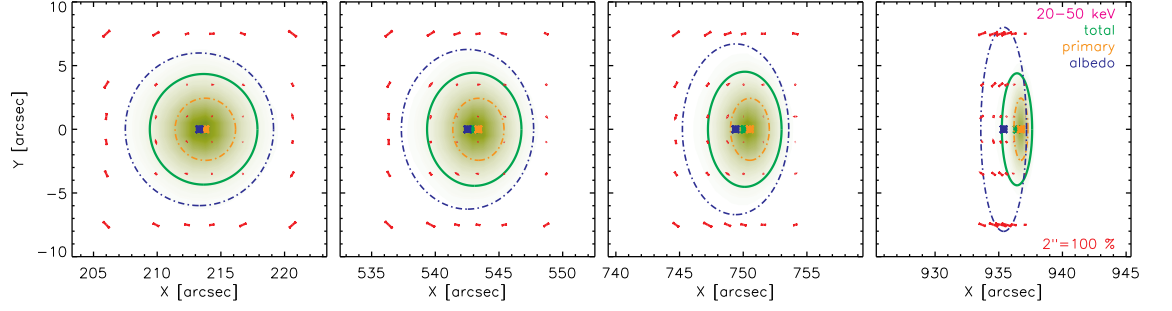 10
5
0
−5
−10
Y [arcsec]
205 210 215 220
X [arcsec]
535 540 545 550
X [arcsec]
740 745 750 755
X [arcsec]
20−50 keV
total
primary
albedo
2''=100 %
930 935 940 945
X [arcsec]